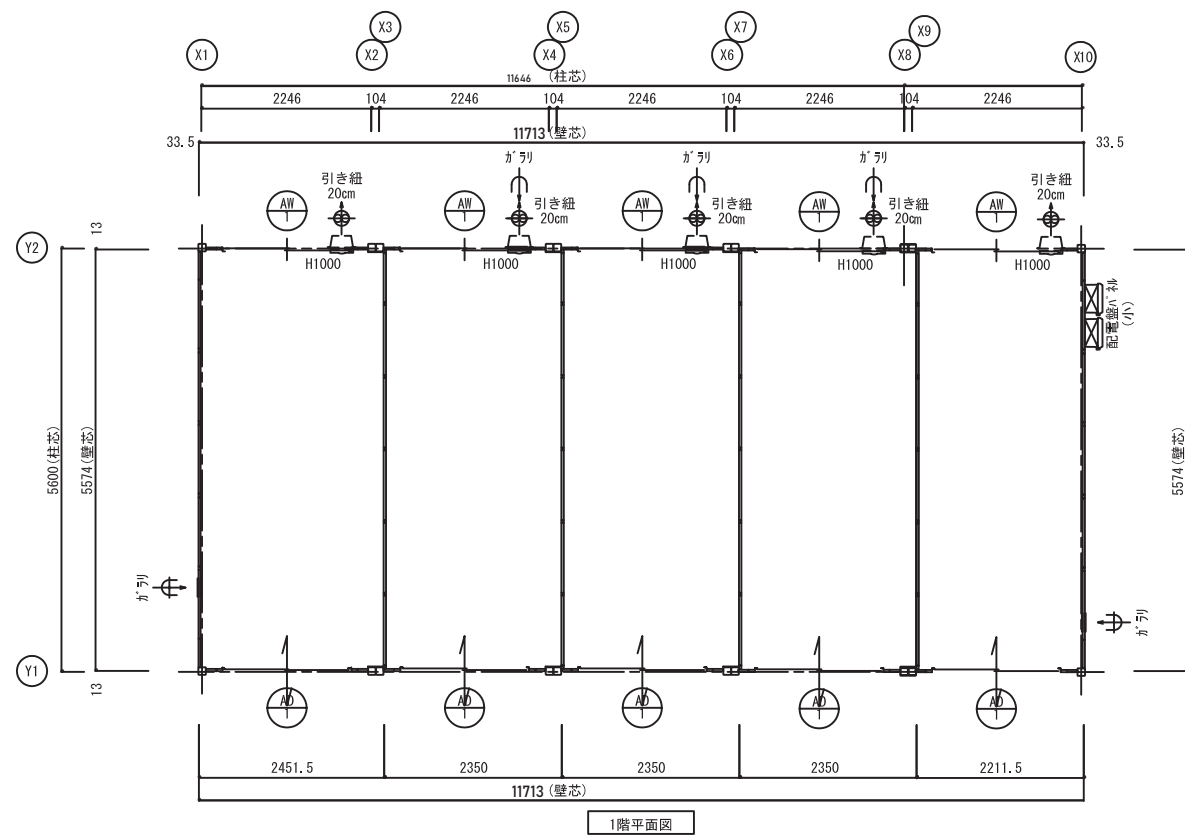 X3 X5 X7 X9
X1 X2 X4 X6 X8 X10
11646 (柱芯)
2246 104 2246 104 2246 104 2246 104 2246
33.5 11713 (壁芯) 33.5
ガラリ ガラリ ガラリ
引き紐 20cm
引き紐 20cm
引き紐 20cm
引き紐 20cm
引き紐 20cm
AW 1
AW 1
AW 1
AW 1
AW 1
Y2
13
H1000 H1000 H1000 H1000 H1000
配電盤パネル
(小)
5600 (柱芯)
5574 (壁芯)
5574 (壁芯)
ガラリ
ガラリ
Y1
13
AD 1
AD 1
AD 1
AD 1
AD 1
2451.5 2350 2350 2350 2211.5
11713 (壁芯)
1階平面図